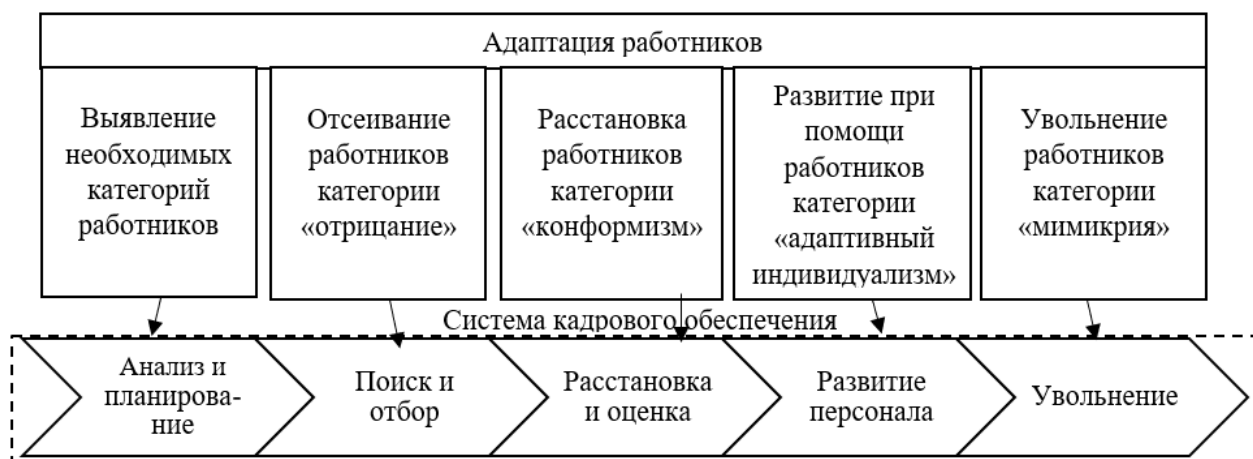 Адаптация работников
Выявление
необходимых
категорий
работников
Отсеивание
работников
категории
«отрицание»
Расстановка
работников
категории
«конформизм»
Развитие при
помощи
работников
категории
«адаптивный
индивидуализм»
Увольнение
работников
категории
«мимикрия»
Система кадрового обеспечения
Анализ и
планирова-
ние
Поиск и
отбор
Расстановка
и оценка
Развитие
персонала
Увольнение